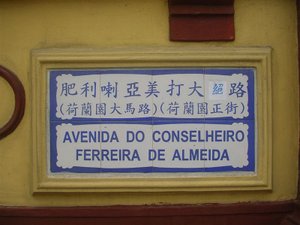 肥利喇亞美打大路
(荷蘭園大馬路)(荷蘭園正街)
AVENIDA DO CONSELHEIRO
FERREIRA DE ALMEIDA